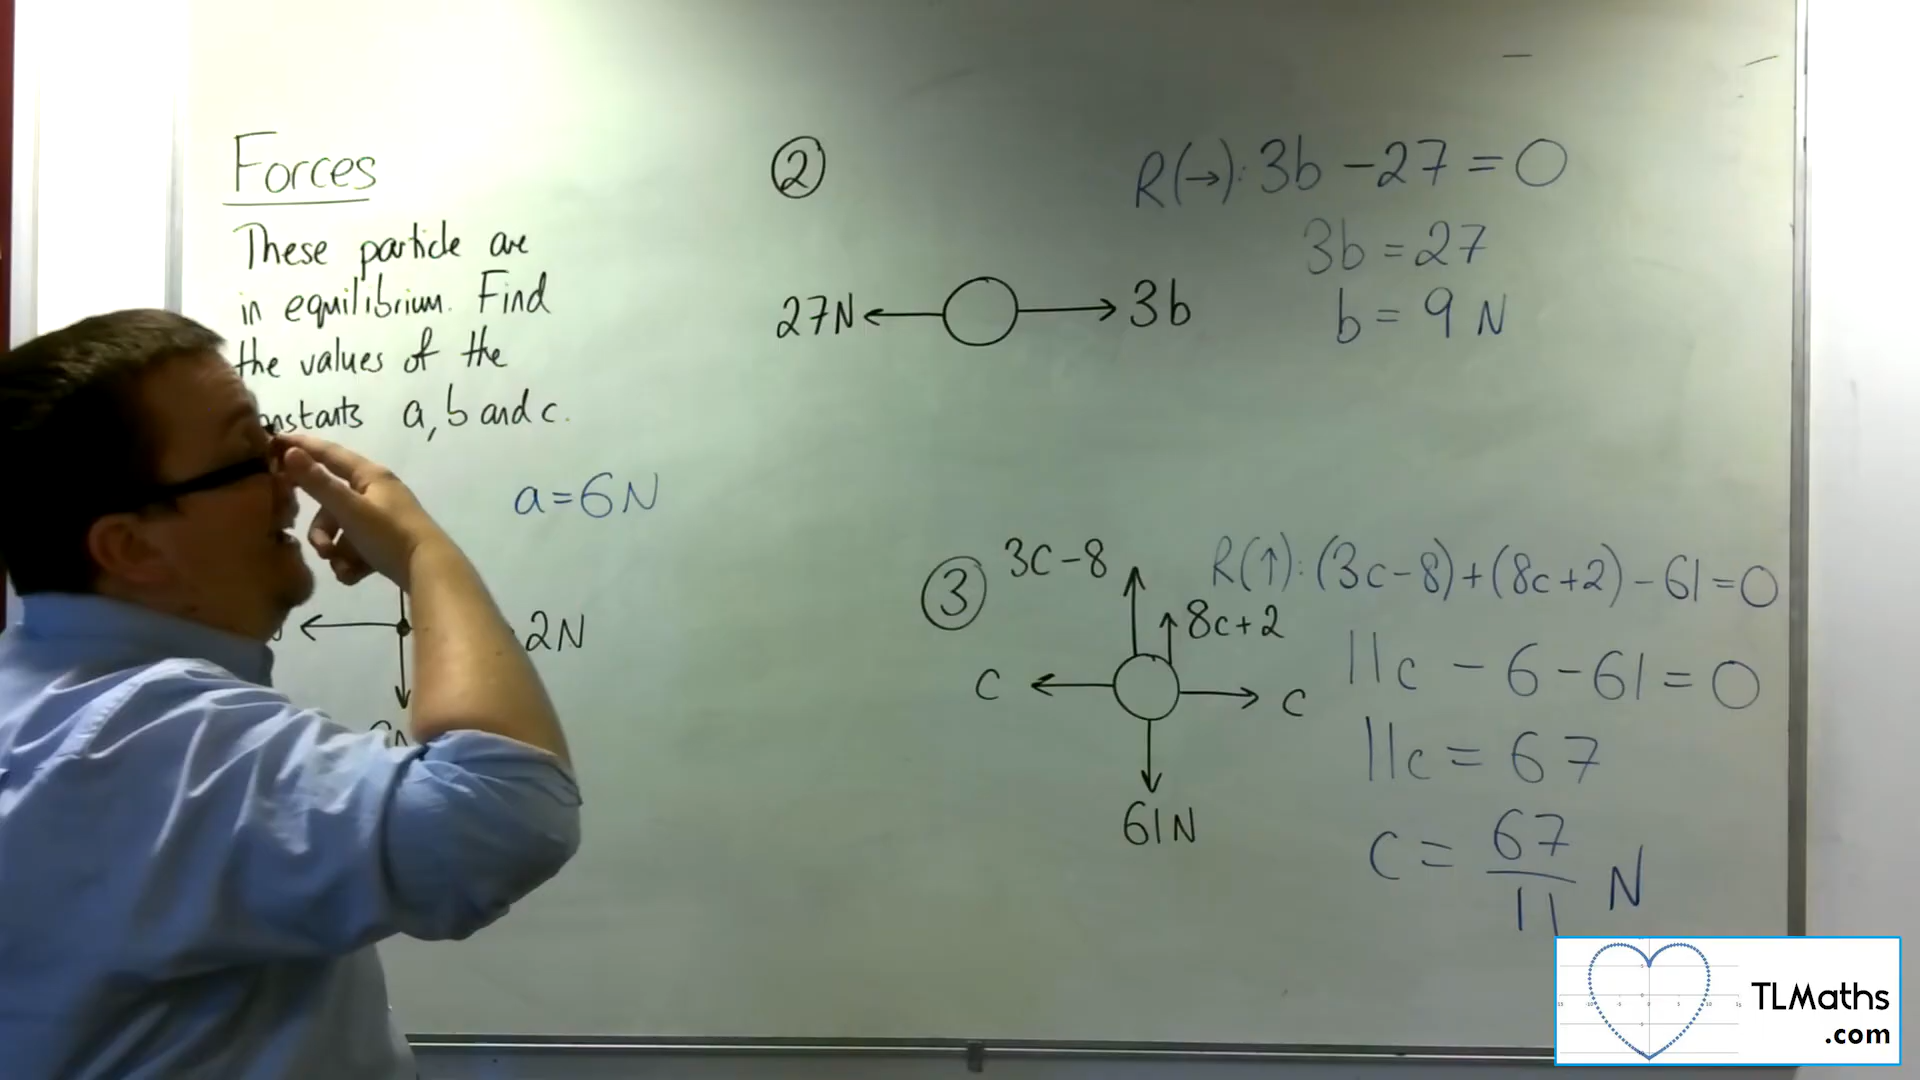 Forces
These particle are
in equilibrium. Find
the values of the
a, b and c.
a=6N
2N
2
27N
3b
R(→): 3b -27 = 0
3b = 27
b = 9 N
3
3c-8
8c+2
c
c
61N
R(↑): (3c-8)+(8c+2)-61=0
11c - 6 - 61 = 0
11c = 67
c = 67/11 N
TLMaths
.com